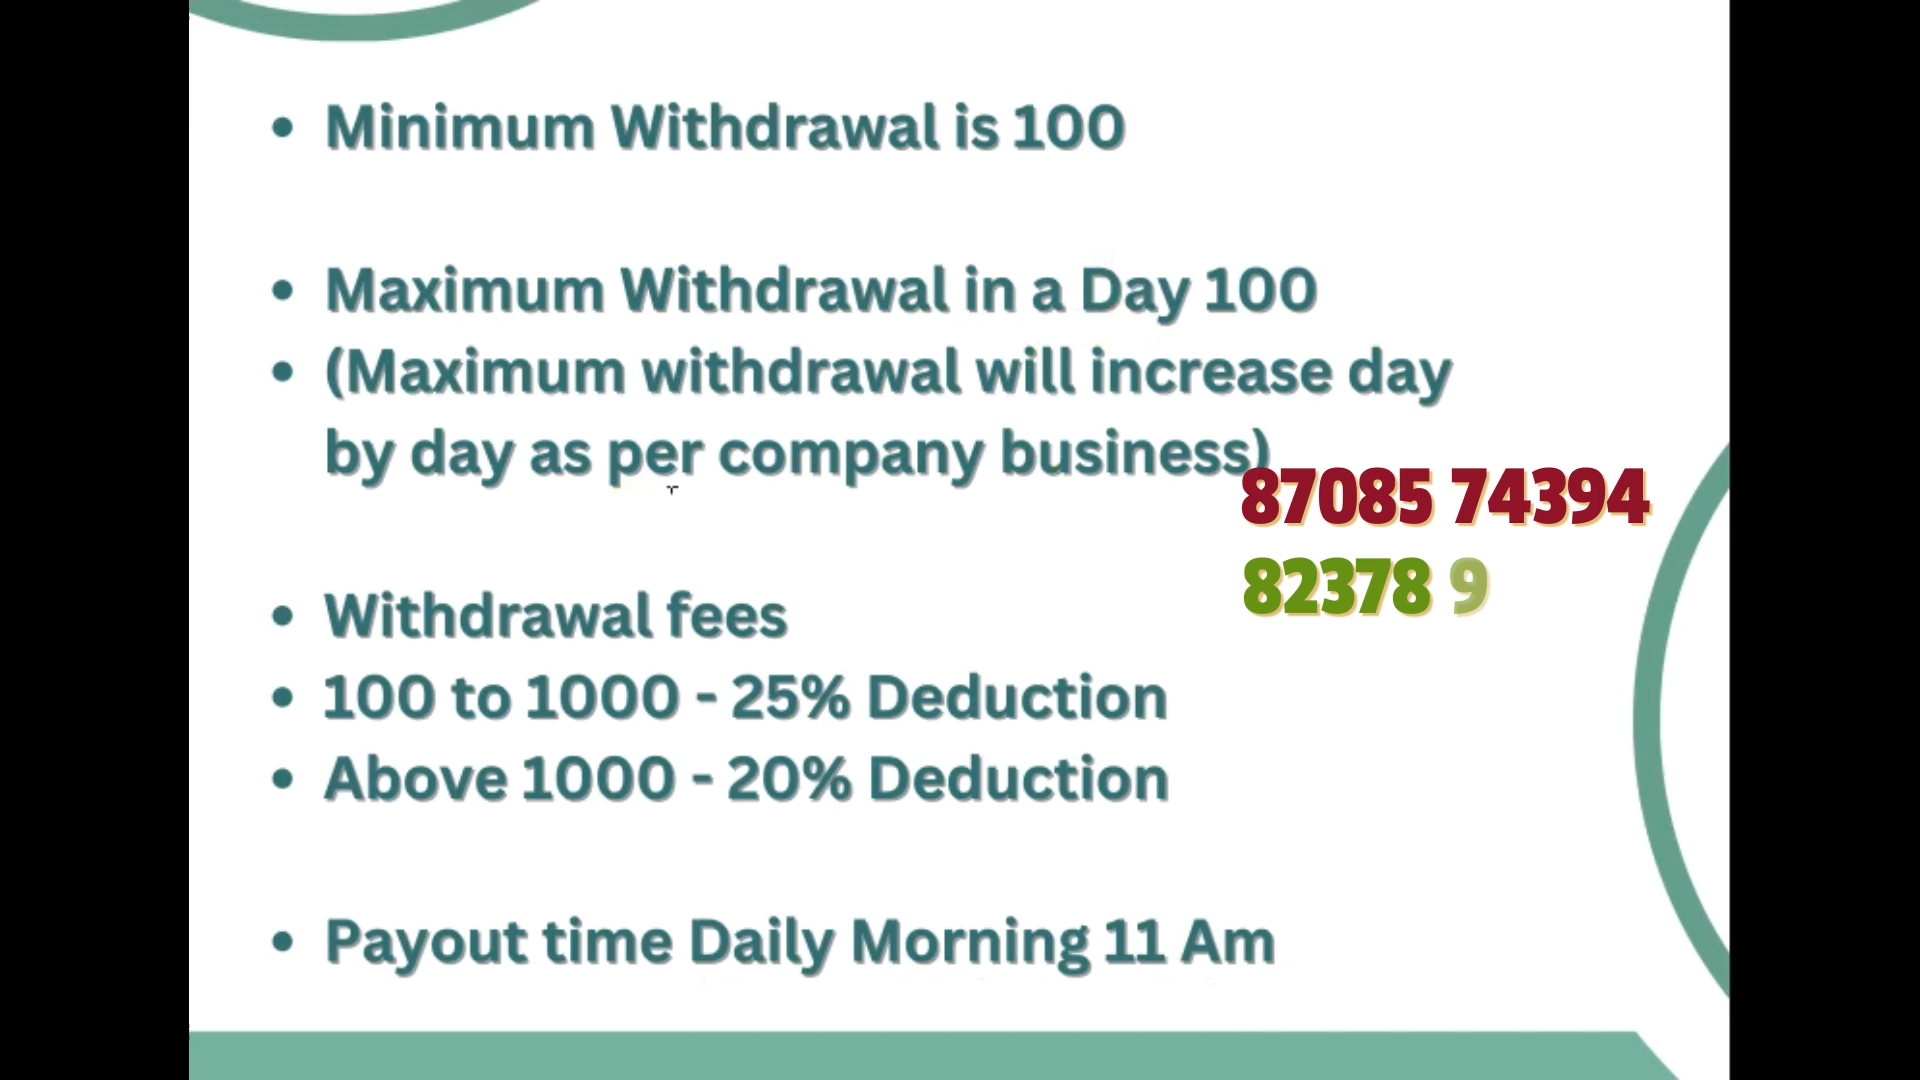 • Minimum Withdrawal is 100
• Maximum Withdrawal in a Day 100
• (Maximum withdrawal will increase day
by day as per company business)
87085 74394
82378 9
• Withdrawal fees
• 100 to 1000 - 25% Deduction
• Above 1000 - 20% Deduction
• Payout time Daily Morning 11 Am